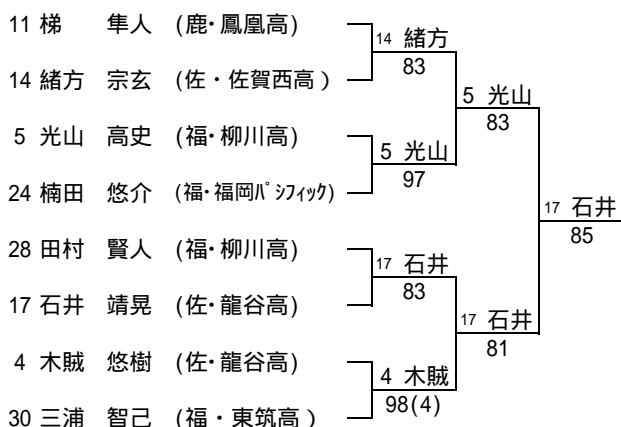 11 梯 隼人 (鹿・鳳凰高)
14 緒方 宗玄 (佐・佐賀西高)
5 光山 高史 (福・柳川高)
24 楠田 悠介 (福・福岡ﾊﾟｼﾌｨｯｸ)
28 田村 賢人 (福・柳川高)
17 石井 靖晃 (佐・龍谷高)
4 木賊 悠樹 (佐・龍谷高)
30 三浦 智己 (福・東筑高)
14 緒方
83
5 光山
97
17 石井
83
4 木賊
98(4)
5 光山
83
17 石井
81
17 石井
85